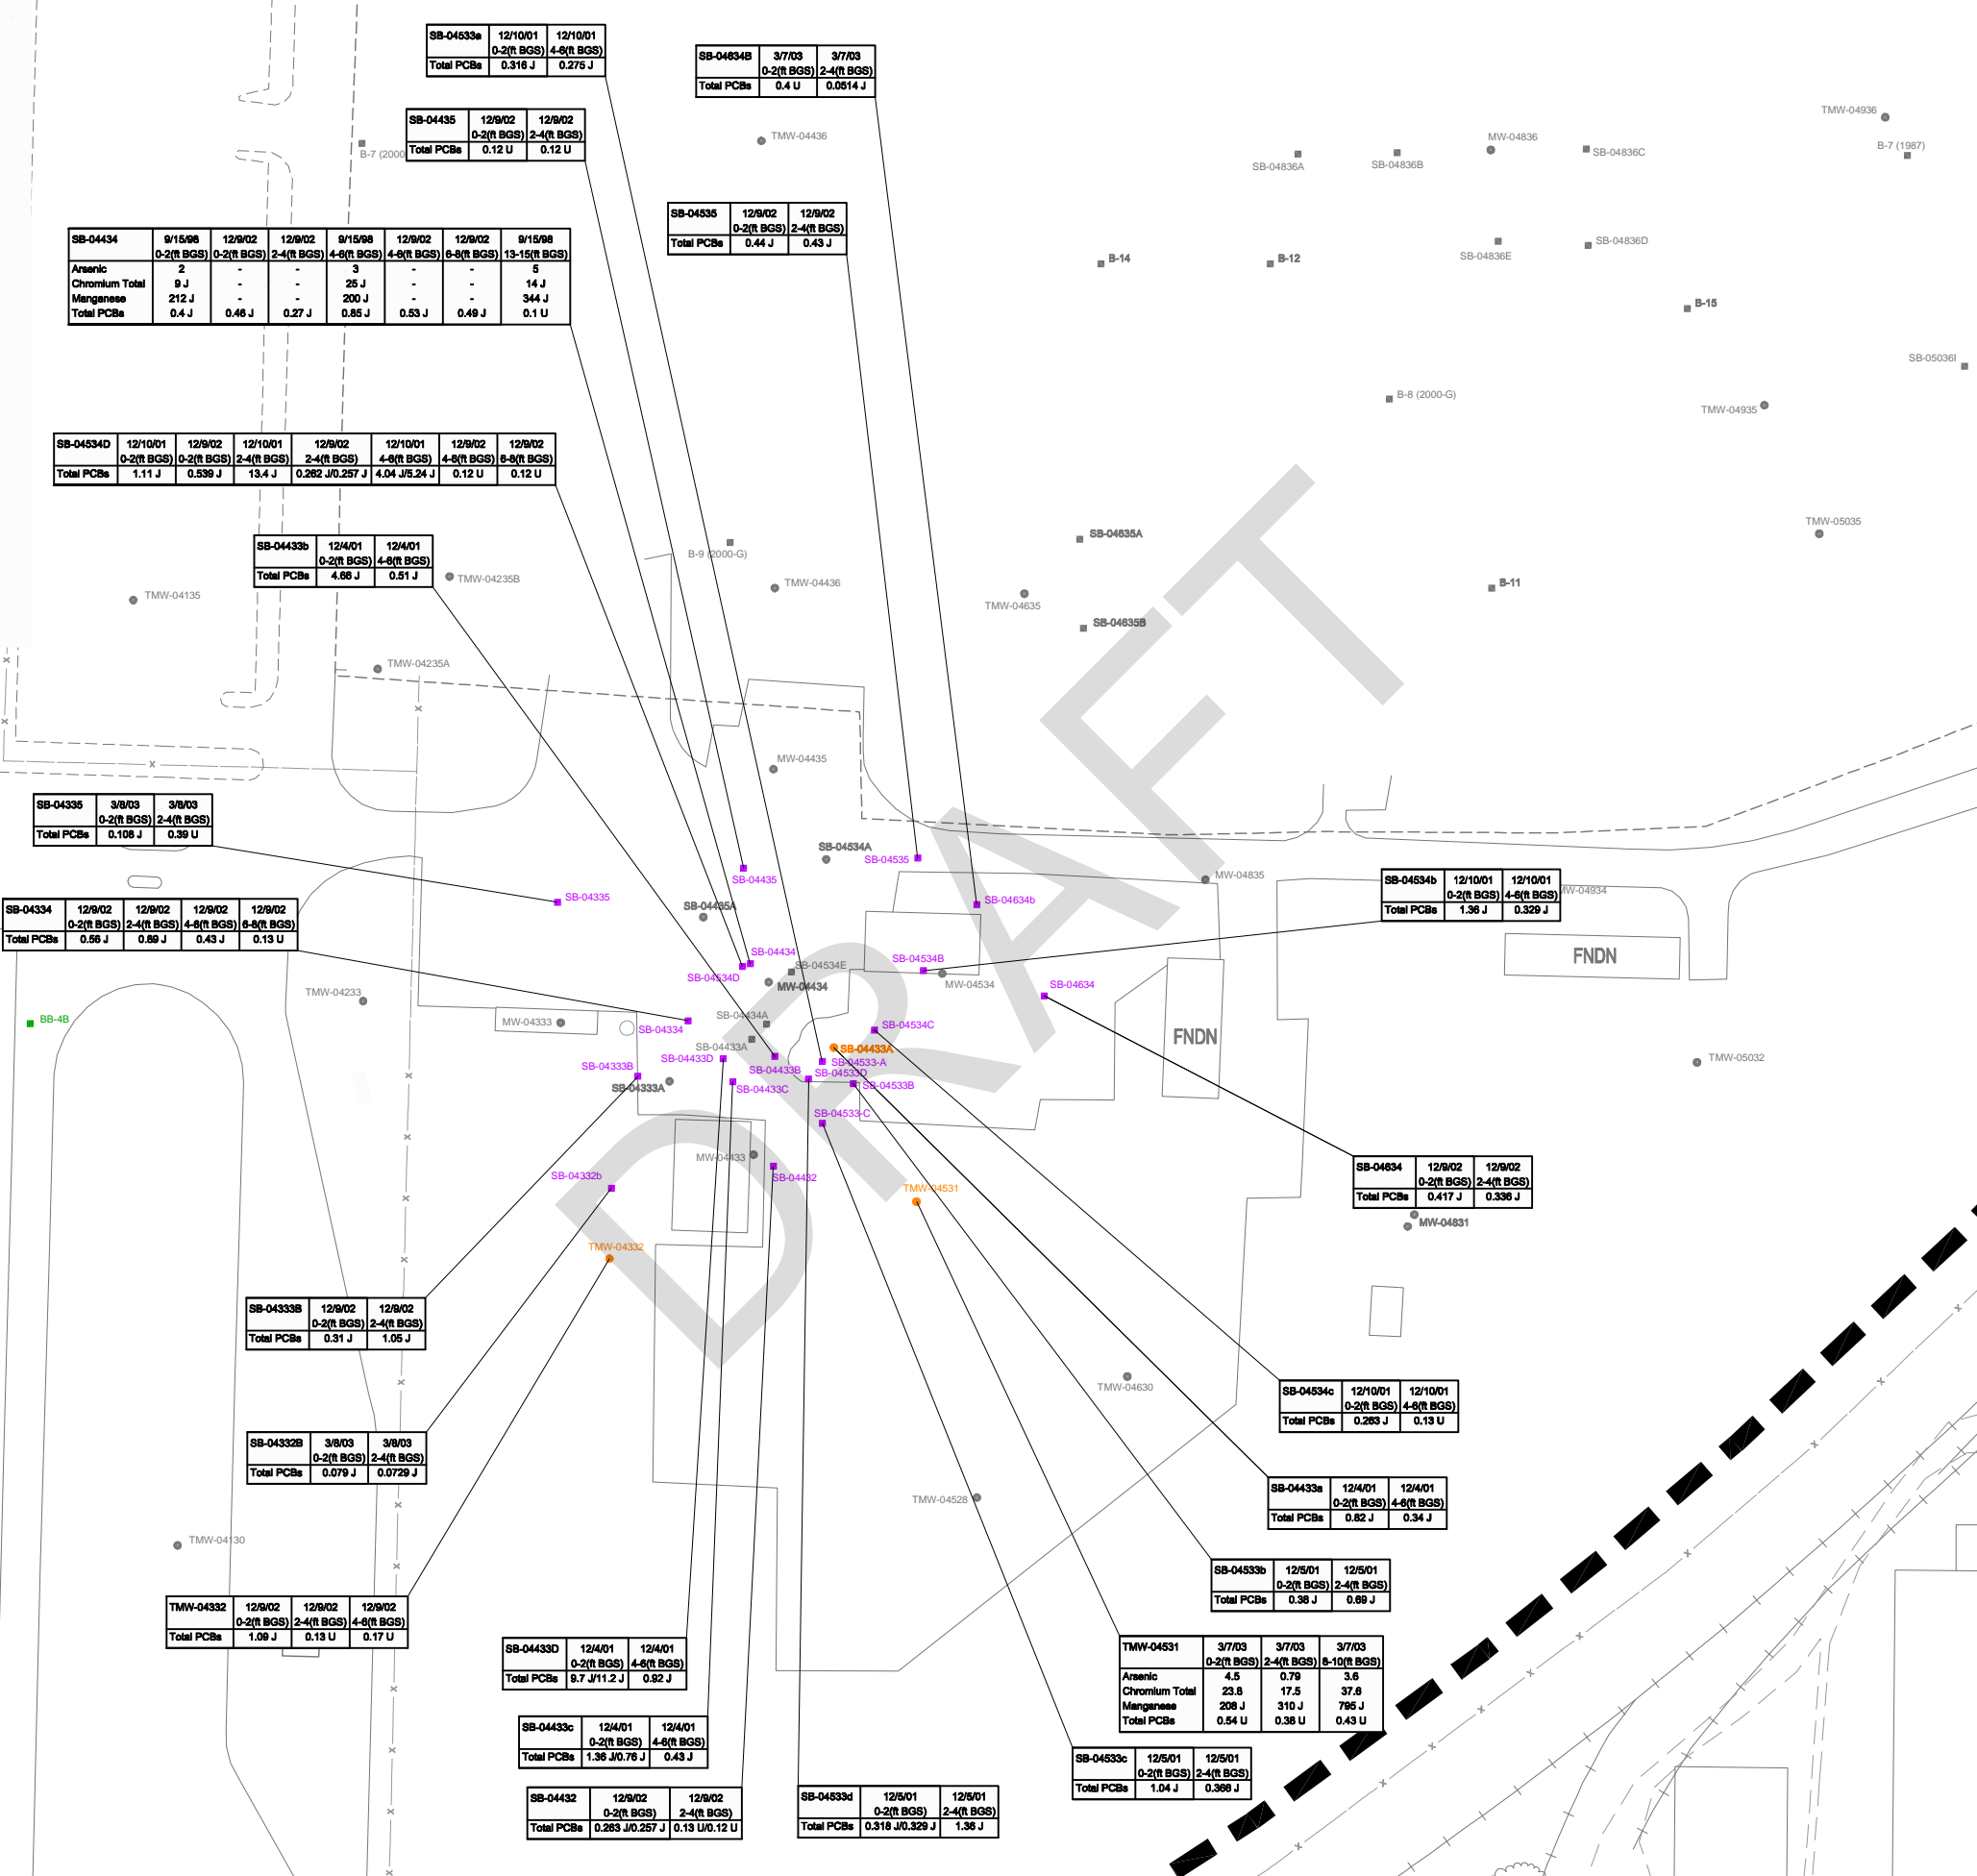 SB-04533a 12/10/01 12/10/01
0-2(ft BGS) 4-6(ft BGS)
Total PCBs 0.316 J 0.275 J
SB-04634B 3/7/03 3/7/03
0-2(ft BGS) 2-4(ft BGS)
Total PCBs 0.4 U 0.0514 J
SB-04435 12/9/02 12/9/02
0-2(ft BGS) 2-4(ft BGS)
Total PCBs 0.12 U 0.12 U
B-7 (2000
TMW-04436
TMW-04936
MW-04836
SB-04836A
SB-04836B
SB-04836C
B-7 (1987)
SB-04535 12/9/02 12/9/02
0-2(ft BGS) 2-4(ft BGS)
Total PCBs 0.44 J 0.43 J
SB-04434 9/15/98 12/9/02 12/9/02 9/15/98 12/9/02 12/9/02 9/15/98
0-2(ft BGS) 0-2(ft BGS) 2-4(ft BGS) 4-6(ft BGS) 4-6(ft BGS) 6-8(ft BGS) 13-15(ft BGS)
Arsenic 2 - - 3 - - 5
Chromium Total 9 J - - 25 J - - 14 J
Manganese 212 J - - 200 J - - 344 J
Total PCBs 0.4 J 0.46 J 0.27 J 0.85 J 0.53 J 0.49 J 0.1 U
B-14
B-12
SB-04836E
SB-04836D
B-15
SB-05036I
B-8 (2000-G)
TMW-04935
SB-04534D 12/10/01 12/9/02 12/10/01 12/9/02 12/10/01 12/9/02 12/9/02
0-2(ft BGS) 0-2(ft BGS) 2-4(ft BGS) 2-4(ft BGS) 4-6(ft BGS) 4-6(ft BGS) 6-8(ft BGS)
Total PCBs 1.11 J 0.539 J 13.4 J 0.262 J/0.257 J 4.04 J/5.24 J 0.12 U 0.12 U
SB-04433b 12/4/01 12/4/01
0-2(ft BGS) 4-6(ft BGS)
Total PCBs 4.66 J 0.51 J
TMW-04135
TMW-04235B
B-9 (2000-G)
TMW-04436
TMW-04635
SB-04635A
SB-04635B
TMW-05035
B-11
TMW-04235A
MW-04435
DRAFT
SB-04335 3/8/03 3/8/03
0-2(ft BGS) 2-4(ft BGS)
Total PCBs 0.108 J 0.39 U
SB-04534A
SB-04535
SB-04435
SB-04335
SB-04435A
MW-04835
SB-04634b
SB-04534b 12/10/01 12/10/01
0-2(ft BGS) 4-6(ft BGS)
Total PCBs 1.36 J 0.329 J
MW-04934
FNDN
SB-04334 12/9/02 12/9/02 12/9/02 12/9/02
0-2(ft BGS) 2-4(ft BGS) 4-6(ft BGS) 6-8(ft BGS)
Total PCBs 0.56 J 0.69 J 0.43 J 0.13 U
SB-04434
SB-04534D
SB-04534E
MW-04434
SB-04534B
MW-04534
SB-04634
TMW-04233
BB-4B
MW-04333
SB-04334
SB-04434A
SB-04433A
SB-04534C
SB-04433A
FNDN
TMW-05032
SB-04333B
SB-04433D
SB-04433B
SB-04533-A
SB-04533D
SB-04333A
SB-04433C
SB-04533B
SB-04533-C
MW-04433
SB-04432
SB-04332b
TMW-04531
TMW-04332
SB-04634 12/9/02 12/9/02
0-2(ft BGS) 2-4(ft BGS)
Total PCBs 0.417 J 0.336 J
MW-04831
SB-04333B 12/9/02 12/9/02
0-2(ft BGS) 2-4(ft BGS)
Total PCBs 0.31 J 1.05 J
TMW-04630
SB-04534c 12/10/01 12/10/01
0-2(ft BGS) 4-6(ft BGS)
Total PCBs 0.263 J 0.13 U
SB-04332B 3/8/03 3/8/03
0-2(ft BGS) 2-4(ft BGS)
Total PCBs 0.079 J 0.0729 J
TMW-04528
SB-04433a 12/4/01 12/4/01
0-2(ft BGS) 4-6(ft BGS)
Total PCBs 0.82 J 0.34 J
TMW-04130
SB-04533b 12/5/01 12/5/01
0-2(ft BGS) 2-4(ft BGS)
Total PCBs 0.38 J 0.69 J
TMW-04332 12/9/02 12/9/02 12/9/02
0-2(ft BGS) 2-4(ft BGS) 4-6(ft BGS)
Total PCBs 1.09 J 0.13 U 0.17 U
SB-04433D 12/4/01 12/4/01
0-2(ft BGS) 4-6(ft BGS)
Total PCBs 9.7 J/11.2 J 0.92 J
TMW-04531 3/7/03 3/7/03 3/7/03
0-2(ft BGS) 2-4(ft BGS) 8-10(ft BGS)
Arsenic 4.5 0.79 3.6
Chromium Total 23.8 17.5 37.6
Manganese 208 J 310 J 795 J
Total PCBs 0.54 U 0.38 U 0.43 U
SB-04433c 12/4/01 12/4/01
0-2(ft BGS) 4-6(ft BGS)
Total PCBs 1.36 J/0.76 J 0.43 J
SB-04533c 12/5/01 12/5/01
0-2(ft BGS) 2-4(ft BGS)
Total PCBs 1.04 J 0.366 J
SB-04432 12/9/02 12/9/02
0-2(ft BGS) 2-4(ft BGS)
Total PCBs 0.263 J/0.257 J 0.13 U/0.12 U
SB-04533d 12/5/01 12/5/01
0-2(ft BGS) 2-4(ft BGS)
Total PCBs 0.318 J/0.329 J 1.36 J